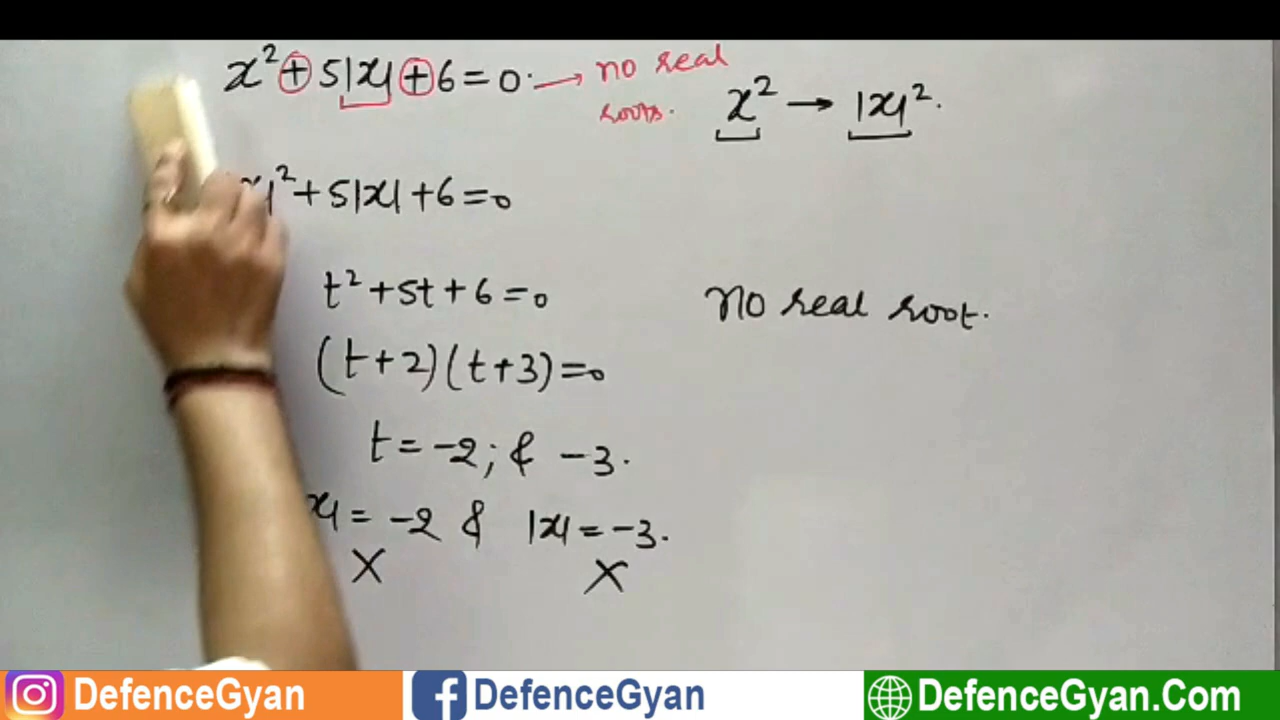 x² + 5|x| + 6 = 0. → no real roots.
x² → |x|².
x|² + 5|x| + 6 = 0
t² + 5t + 6 = 0
no real root.
(t+2)(t+3) = 0
t = -2; & -3.
x| = -2 & |x| = -3.
X X
DefenceGyan
DefenceGyan
DefenceGyan.Com